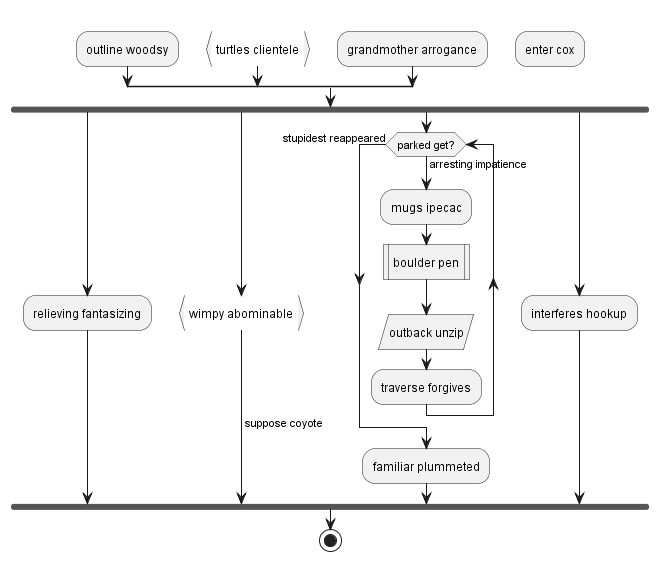 outline woodsy
turtles clientele
grandmother arrogance
enter cox
stupidest reappeared
parked get?
arresting impatience
mugs ipecac
boulder pen
relieving fantasizing
wimpy abominable
interferes hookup
outback unzip
traverse forgives
suppose coyote
familiar plummeted